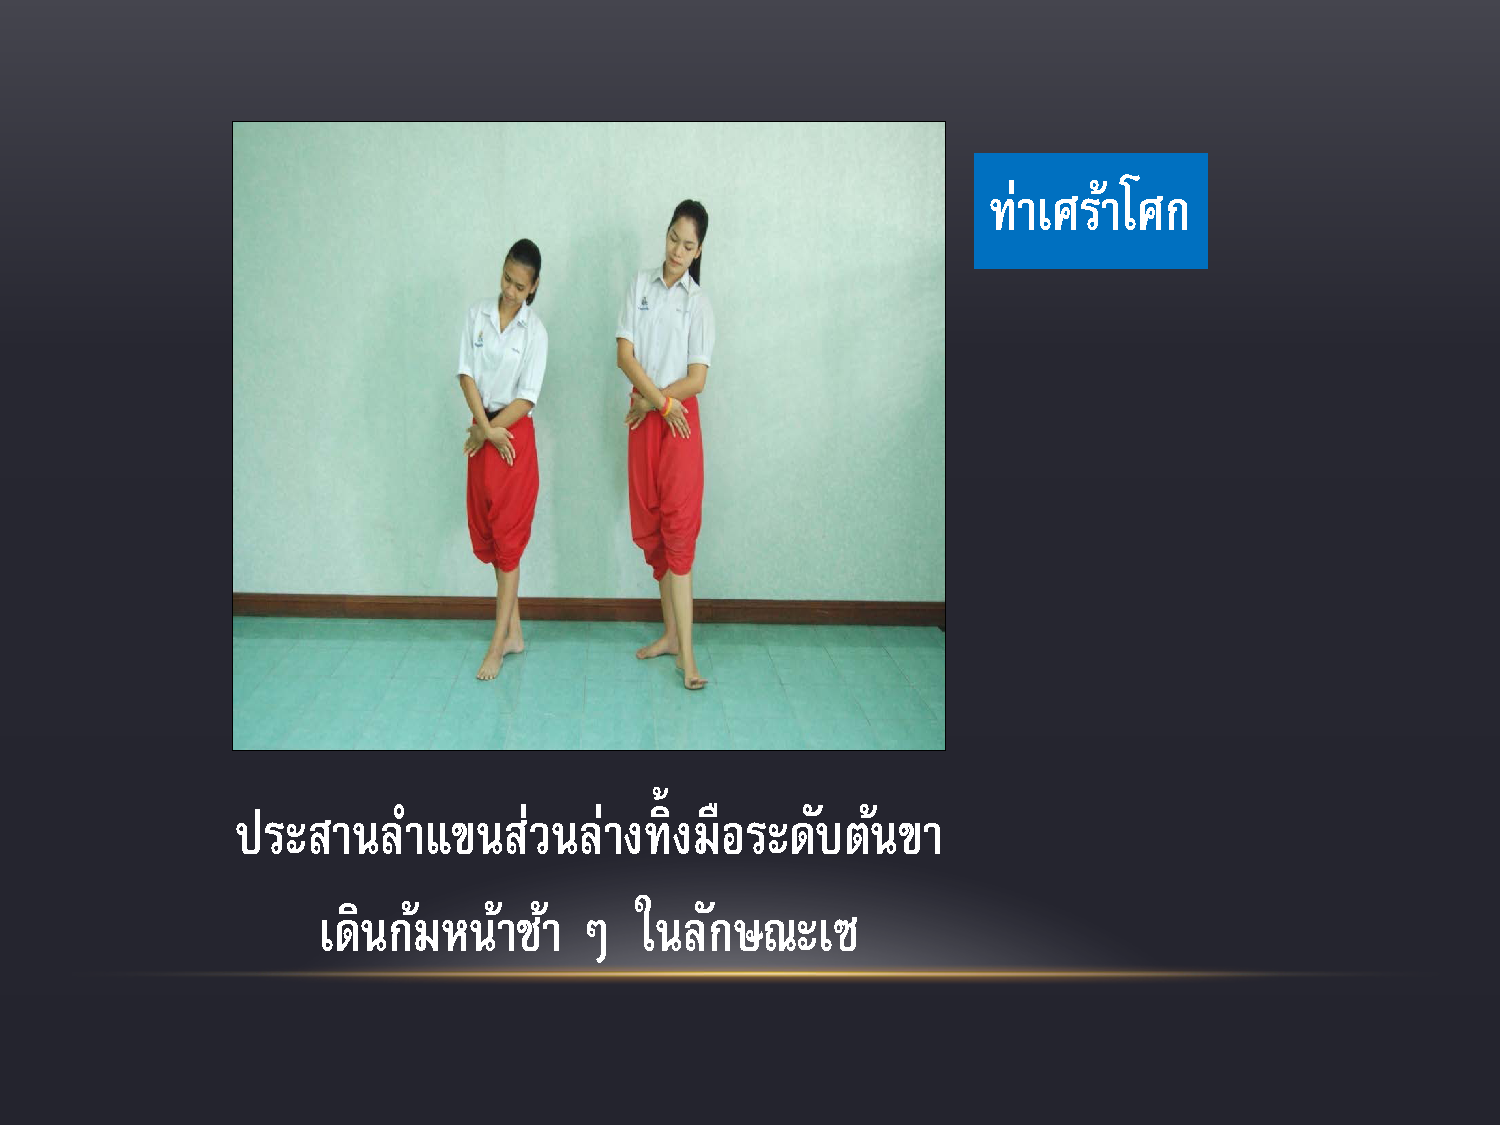 ท่าเศร้าโศก
ประสานลำแขนส่วนล่างทิ้งมือระดับต้นขา
เดินก้มหน้าช้า ๆ ในลักษณะเซ